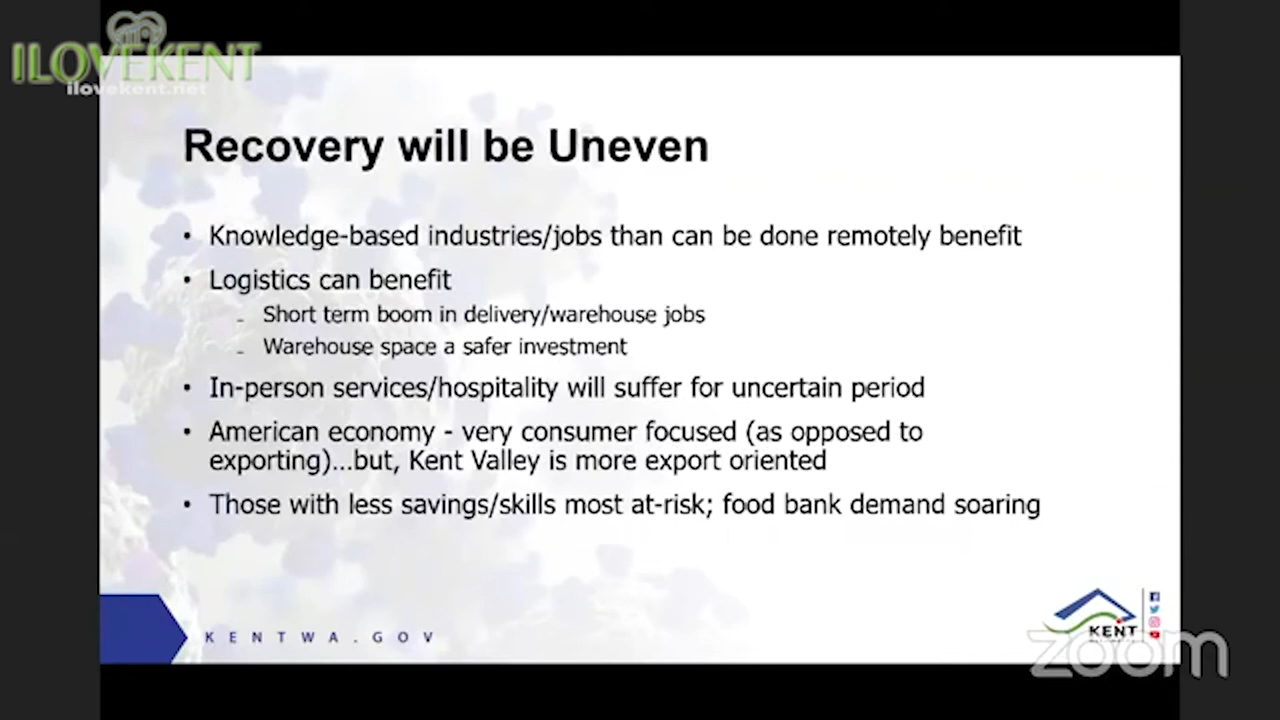 ILOVEKENT
ilovekent.net
Recovery will be Uneven
• Knowledge-based industries/jobs than can be done remotely benefit
• Logistics can benefit
– Short term boom in delivery/warehouse jobs
– Warehouse space a safer investment
• In-person services/hospitality will suffer for uncertain period
• American economy - very consumer focused (as opposed to
exporting)...but, Kent Valley is more export oriented
• Those with less savings/skills most at-risk; food bank demand soaring
KENTWA.GOV
KENT
zoom